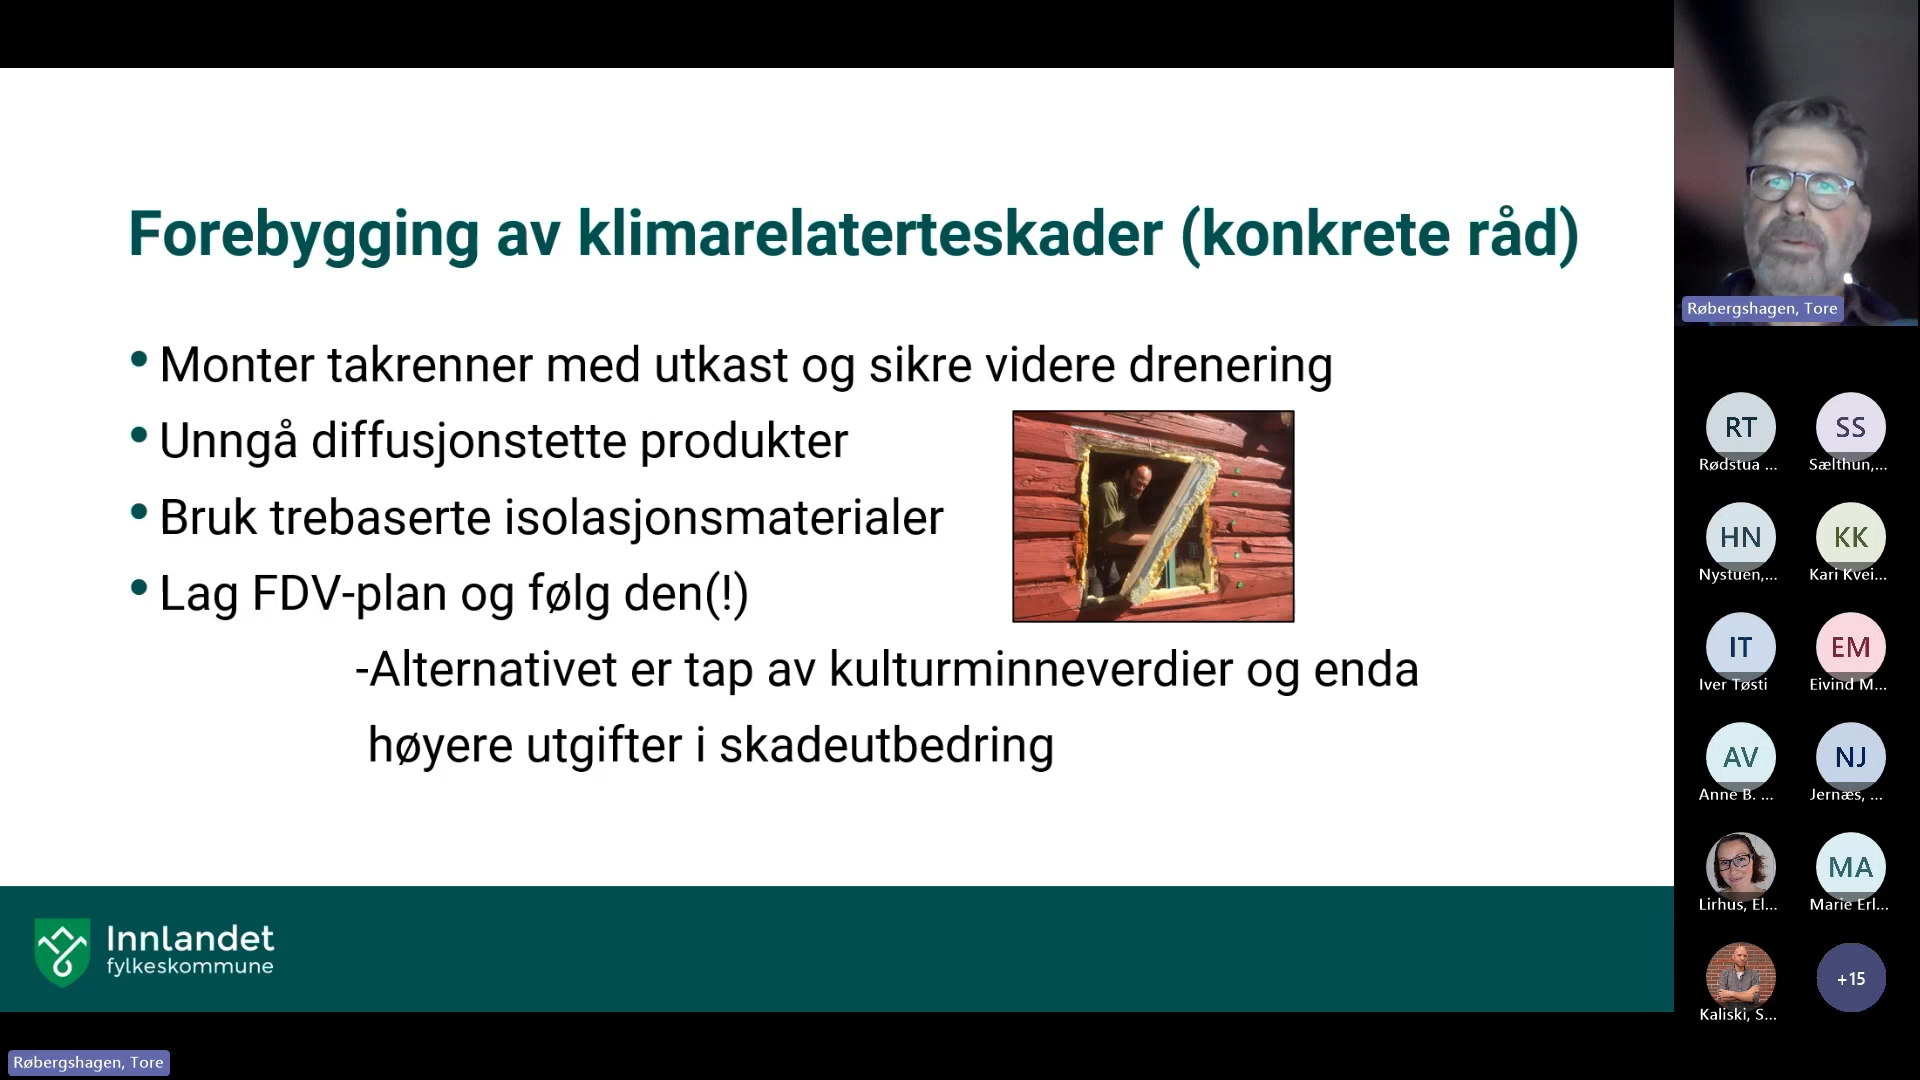 Forebygging av klimarelaterteskader (konkrete råd)
• Monter takrenner med utkast og sikre videre drenering
• Unngå diffusjonstette produkter
• Bruk trebaserte isolasjonsmaterialer
• Lag FDV-plan og følg den(!)
-Alternativet er tap av kulturminneverdier og enda
høyere utgifter i skadeutbedring
Innlandet
fylkeskommune
Røbergshagen, Tore
Røbergshagen, Tore
RT
Rødstua ...
SS
Sælthun,...
HN
Nystuen,...
KK
Kari Kvei...
IT
Iver Tøsti
EM
Eivind M...
AV
Anne B. ...
NJ
Jernæs, ...
Lirhus, El...
MA
Marie Erl...
Kaliski, S...
+15